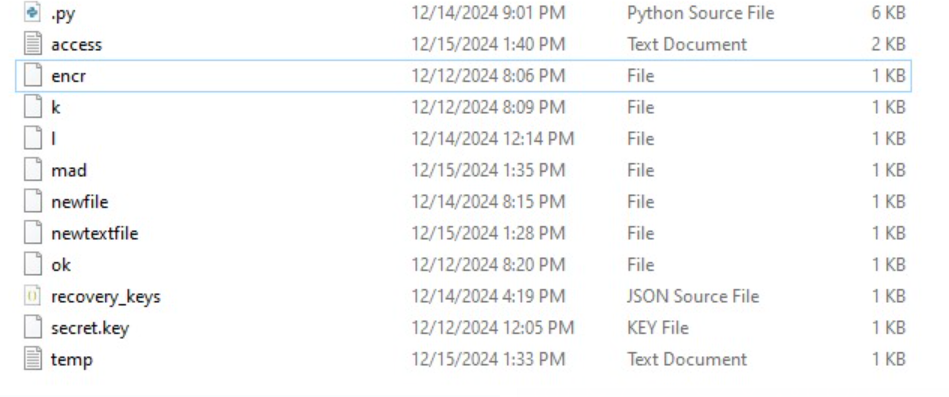 .py 12/14/2024 9:01 PM Python Source File 6 KB
access 12/15/2024 1:40 PM Text Document 2 KB
encr 12/12/2024 8:06 PM File 1 KB
k 12/12/2024 8:09 PM File 1 KB
l 12/14/2024 12:14 PM File 1 KB
mad 12/15/2024 1:35 PM File 1 KB
newfile 12/14/2024 8:15 PM File 1 KB
newtextfile 12/15/2024 1:28 PM File 1 KB
ok 12/12/2024 8:20 PM File 1 KB
recovery_keys 12/14/2024 4:19 PM JSON Source File 1 KB
secret.key 12/12/2024 12:05 PM KEY File 1 KB
temp 12/15/2024 1:33 PM Text Document 1 KB